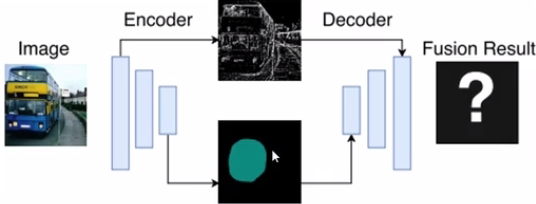 Encoder
Decoder
Image
Fusion Result
?